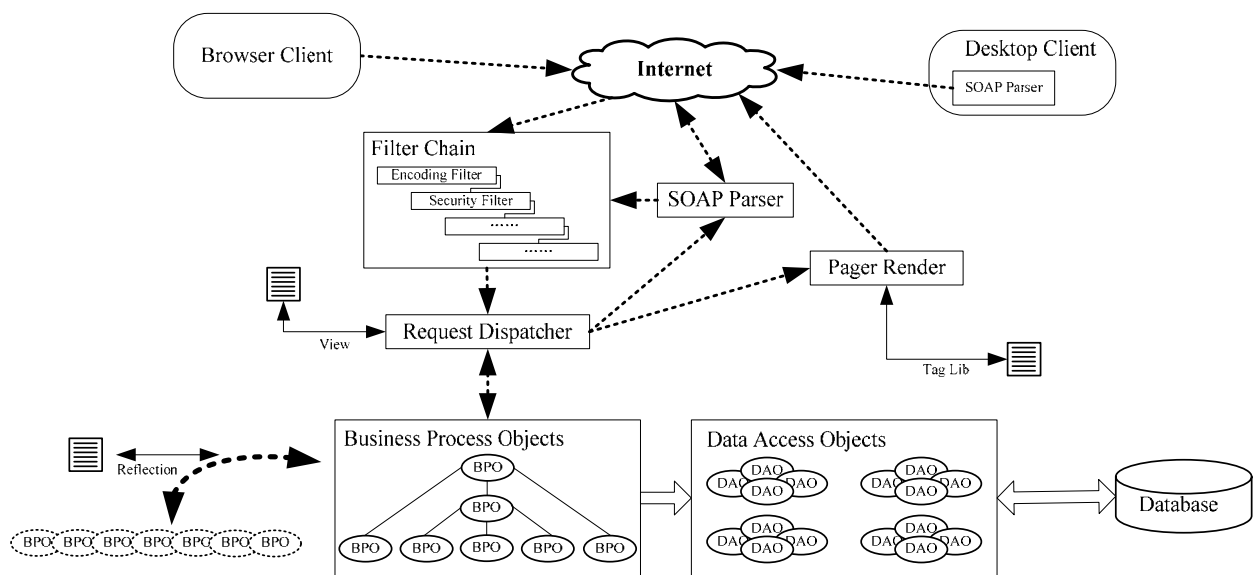 Browser Client
Internet
Desktop Client
SOAP Parser
Filter Chain
Encoding Filter
Security Filter
......
......
SOAP Parser
Pager Render
Request Dispatcher
View
Tag Lib
Business Process Objects
BPO
BPO
BPO BPO BPO BPO BPO
Reflection
BPO BPO BPO BPO BPO BPO BPO
Data Access Objects
DAO
DAO DAO
DAO
DAO
DAO DAO
DAO
DAO
DAO DAO
DAO
DAO
DAO DAO
DAO
Database